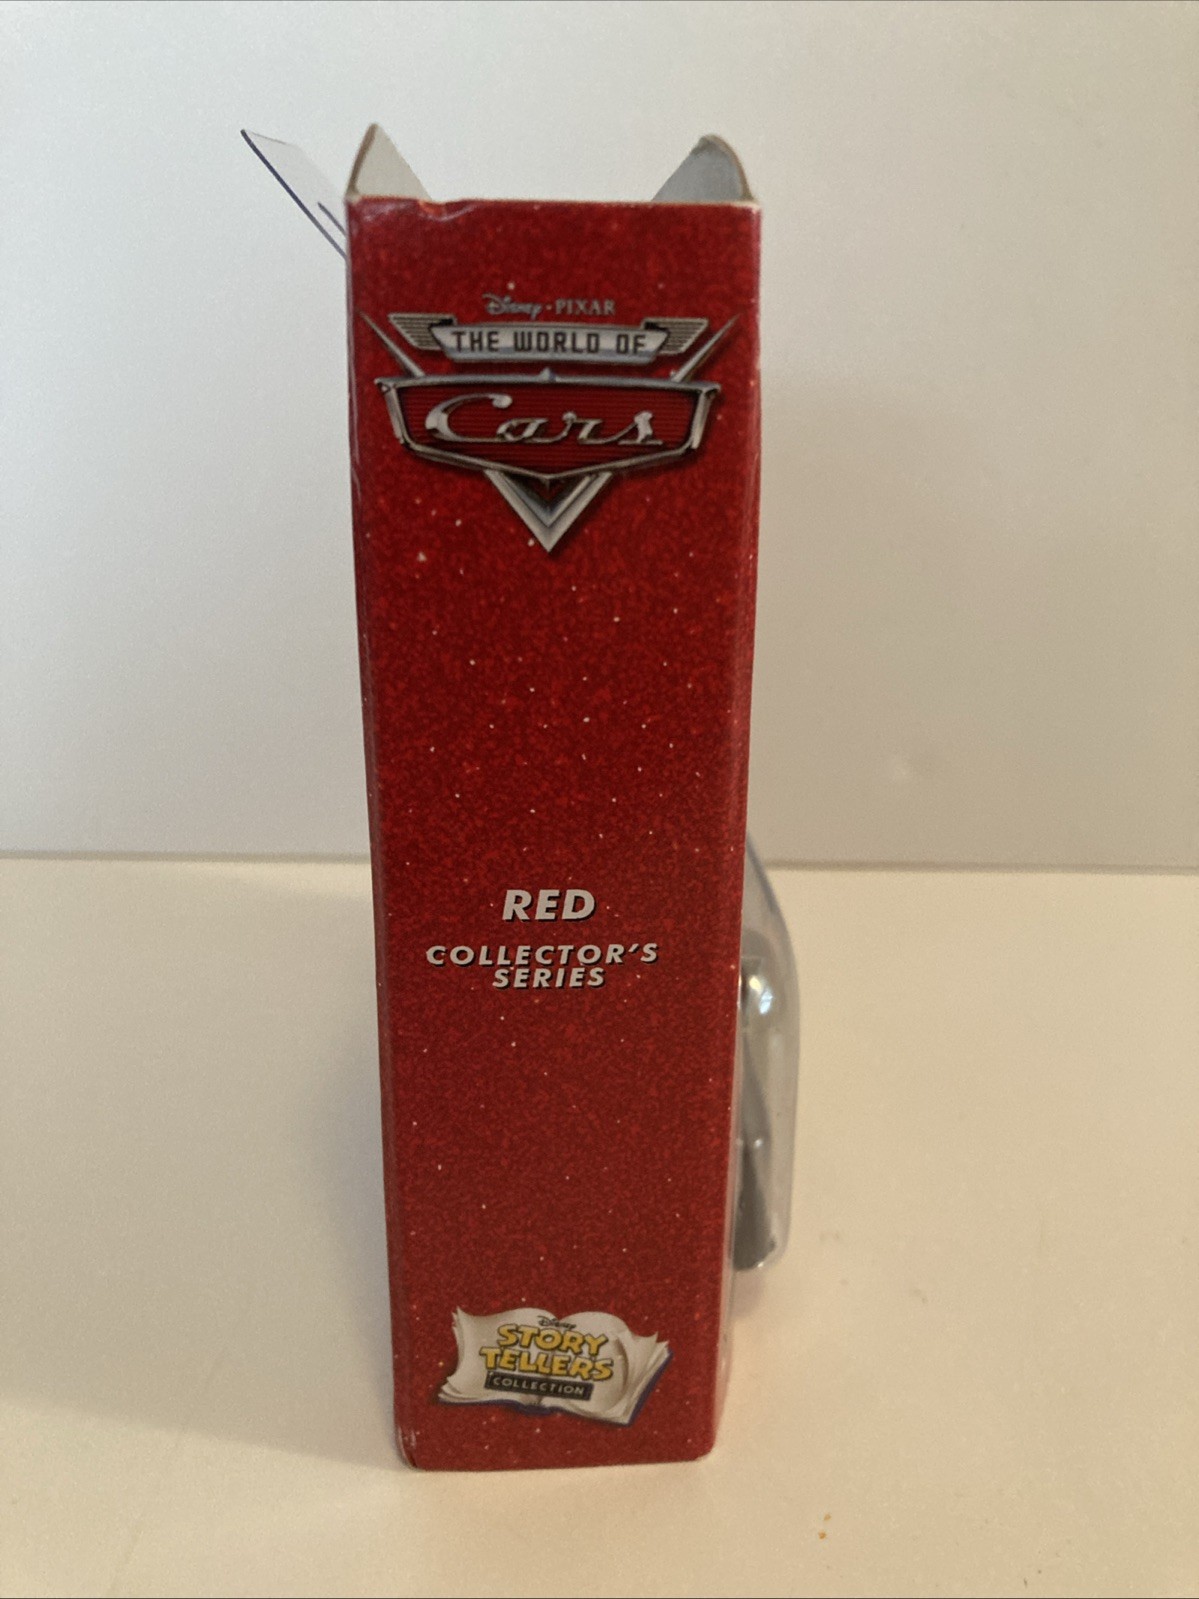 Disney · PIXAR
THE WORLD OF
Cars
RED
COLLECTOR'S
SERIES
Disney
STORY
TELLERS
COLLECTION